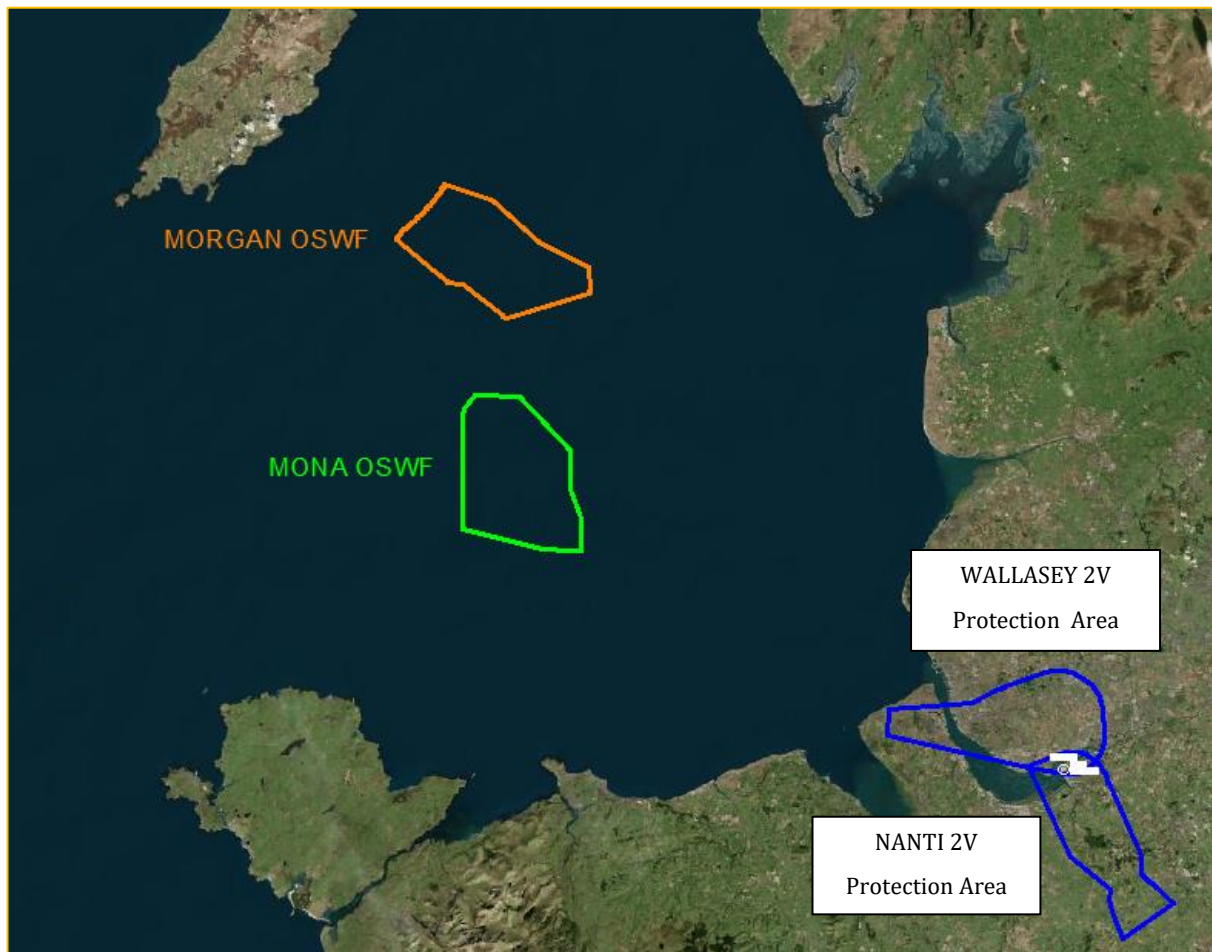 MORGAN OSWF
MONA OSWF
WALLASEY 2V
Protection Area
NANTI 2V
Protection Area